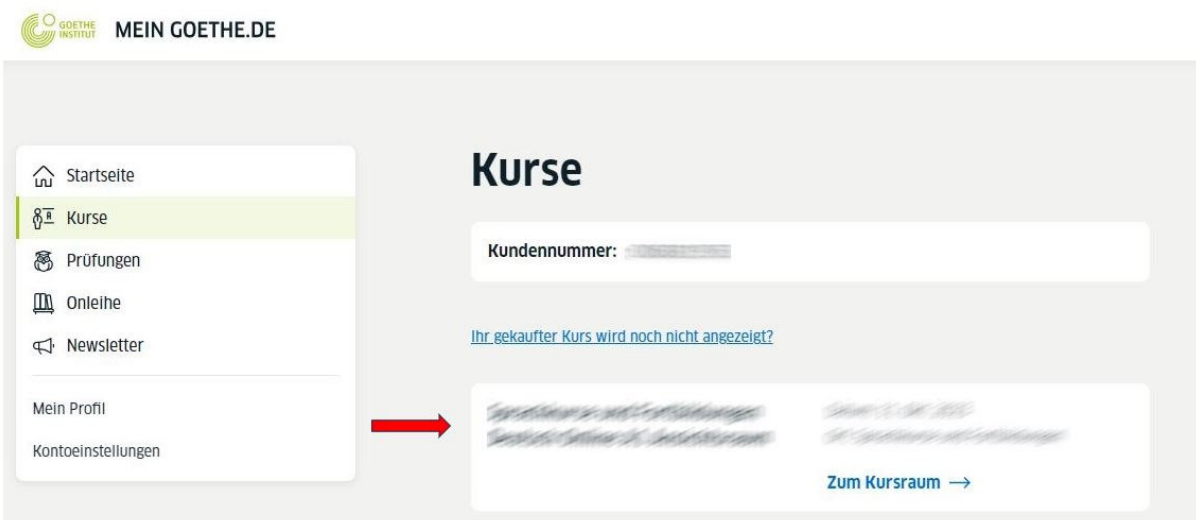 GOETHE
INSTITUT
MEIN GOETHE.DE
Startseite
Kurse
Prüfungen
Onleihe
Newsletter
Mein Profil
Kontoeinstellungen
Kurse
Kundennummer:
Ihr gekaufter Kurs wird noch nicht angezeigt?
Zum Kursraum